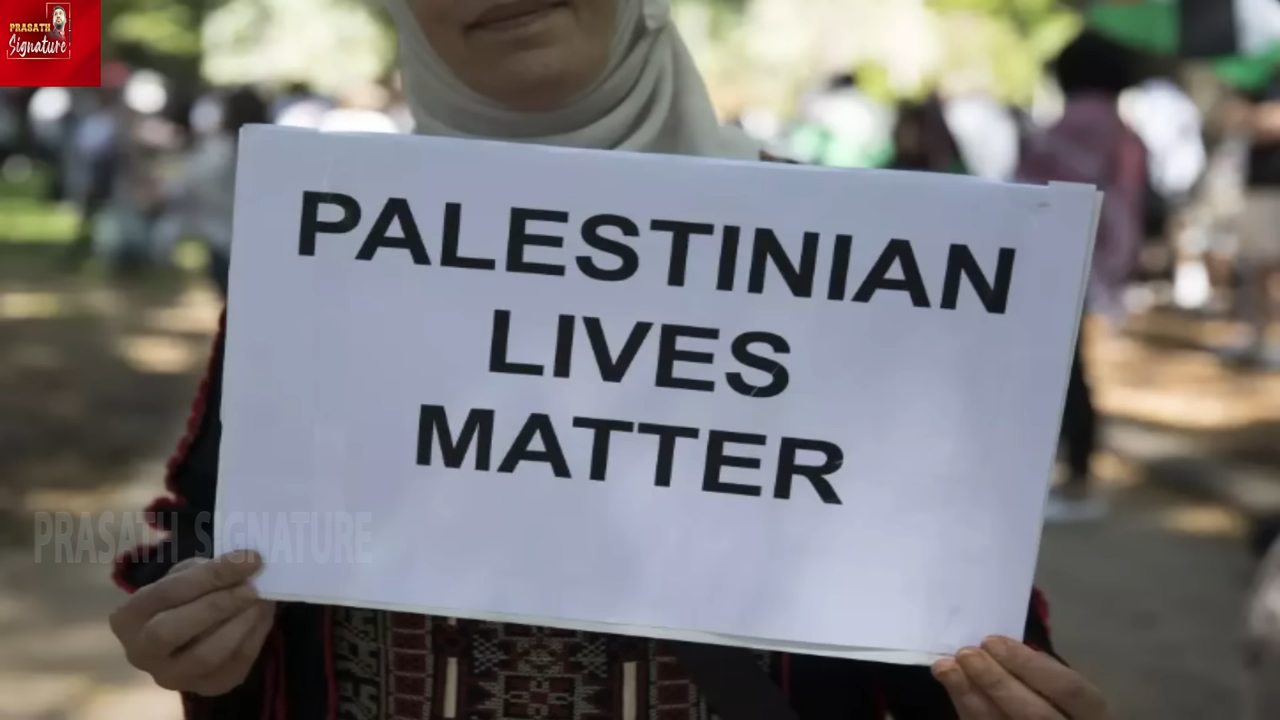 PRASATH
Signature
PALESTINIAN
LIVES
MATTER
PRASATH SIGNATURE